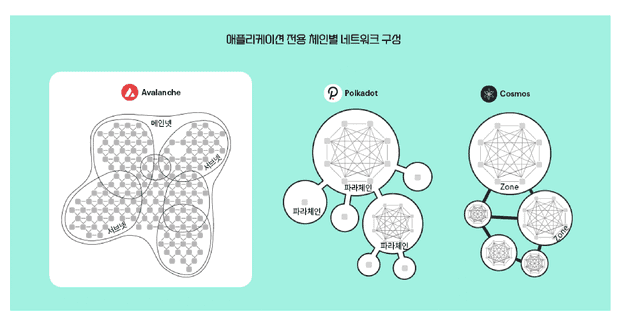 애플리케이션 전용 체인별 네트워크 구성
Avalanche
메인넷
서브넷
서브넷
Polkadot
파라체인
파라체인
파라체인
Cosmos
Zone
Zone